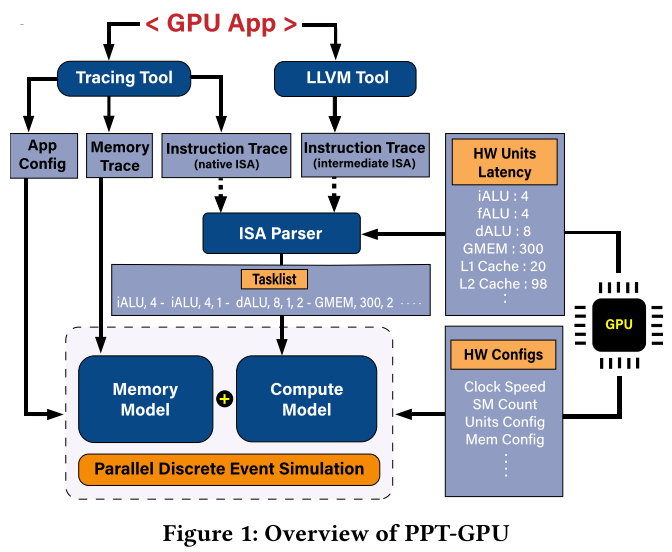 < GPU App >
Tracing Tool
LLVM Tool
App
Config
Memory
Trace
Instruction Trace
(native ISA)
Instruction Trace
(intermediate ISA)
HW Units
Latency
iALU : 4
fALU : 4
dALU : 8
GMEM : 300
L1 Cache : 20
L2 Cache : 98
ISA Parser
Tasklist
iALU, 4 - iALU, 4, 1 - dALU, 8, 1, 2 - GMEM, 300, 2 ....
GPU
Memory
Model
+
Compute
Model
Parallel Discrete Event Simulation
HW Configs
Clock Speed
SM Count
Units Config
Mem Config
Figure 1: Overview of PPT-GPU